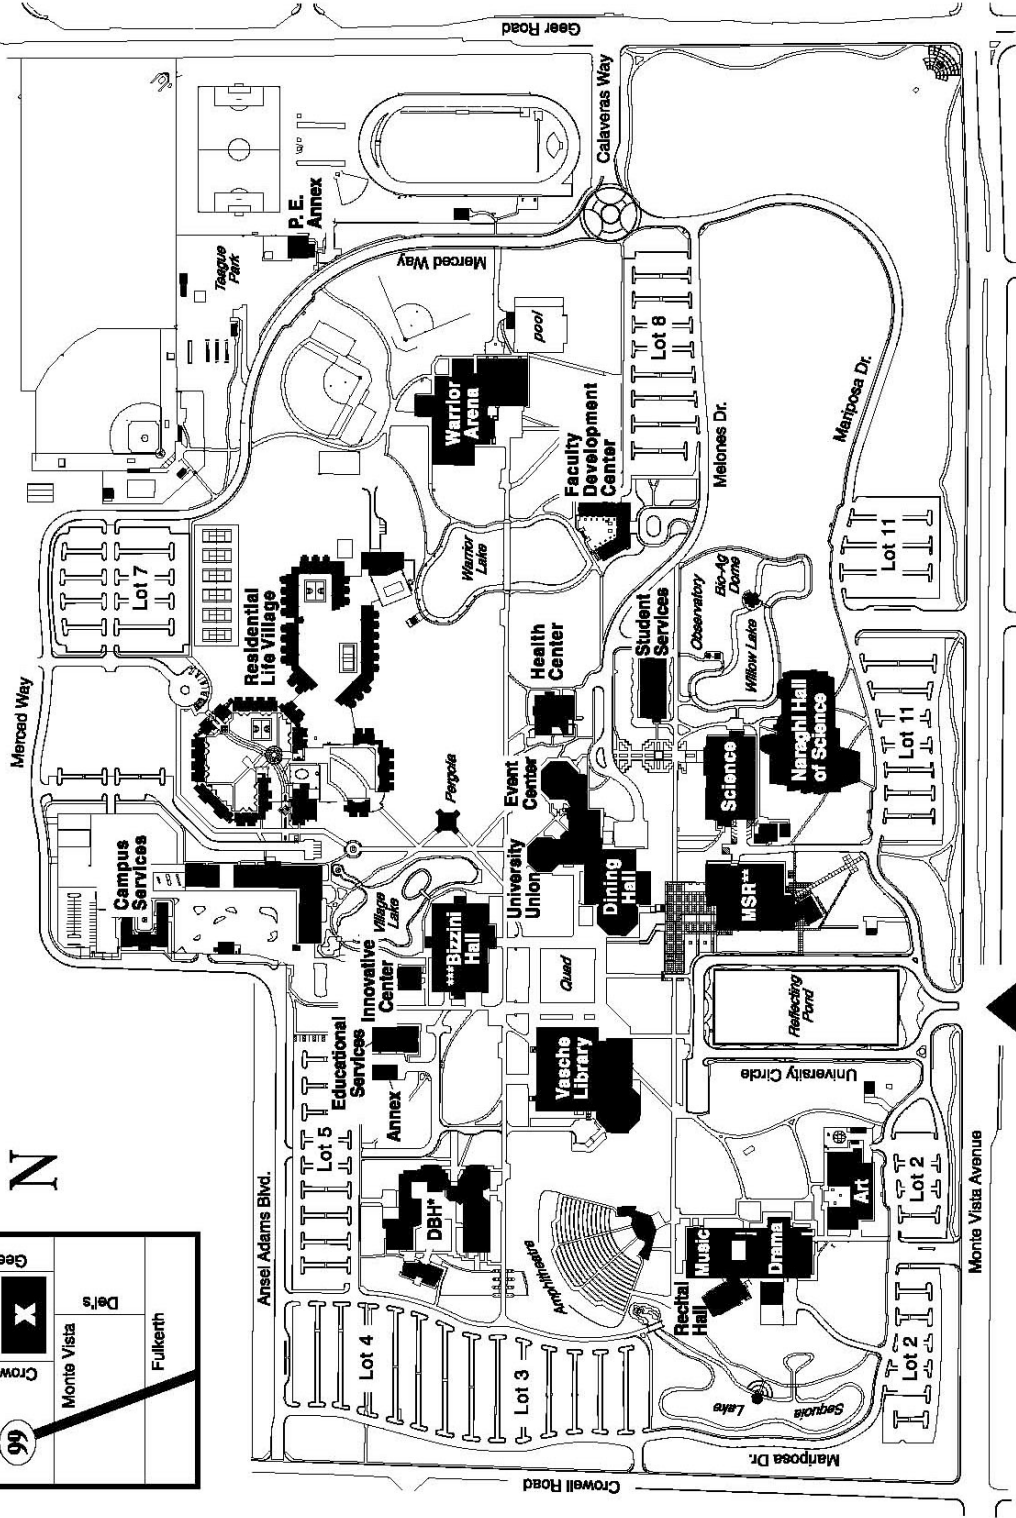 Geer Road
Calaveras Way
P. E.
Annex
Teague
Park
Merced Way
pool
Lot 8
Warrior
Arena
Faculty
Development
Center
Melones Dr.
Mariposa Dr.
Lot 11
Lot 7
Warrior
Lake
Residential
Life Village
Health
Center
Student
Services
Observatory
Bio-Ag
Dome
Willow Lake
Merced Way
Lot 11
Naraghi Hall
of Science
Science
Pergola
Event
Center
University
Union
Dining
Hall
MSR**
Campus
Services
Village
Lake
***Bizzini
Hall
Innovative
Center
Quad
Reflecting
Pond
Educational
Services
Annex
Vasche
Library
University Circle
Lot 5
Ansel Adams Blvd.
DBH*
Amphitheatre
Music
Drama
Art
Recital
Hall
Lot 2
Monte Vista Avenue
Lot 4
Lot 3
Lot 2
Sequoia
Lake
Mariposa Dr.
Crowell Road
N
Gee
X
Crow
Monte Vista
Del's
Fulkerth
99